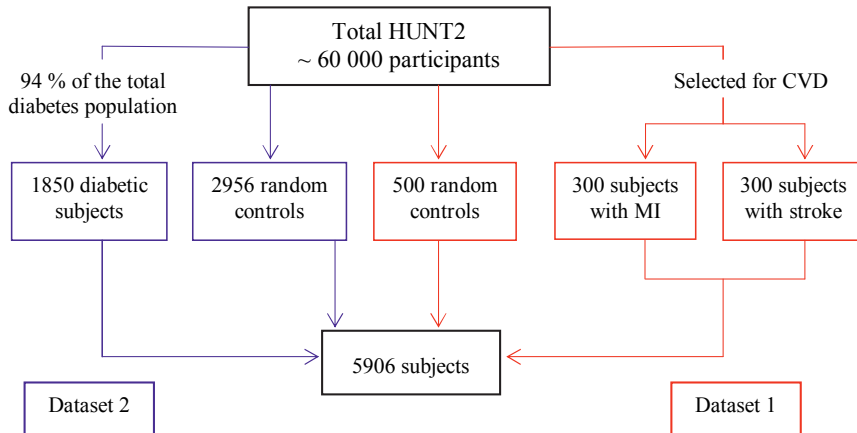 Total HUNT2
~ 60 000 participants
94 % of the total
diabetes population
Selected for CVD
1850 diabetic
subjects
2956 random
controls
500 random
controls
300 subjects
with MI
300 subjects
with stroke
5906 subjects
Dataset 2
Dataset 1